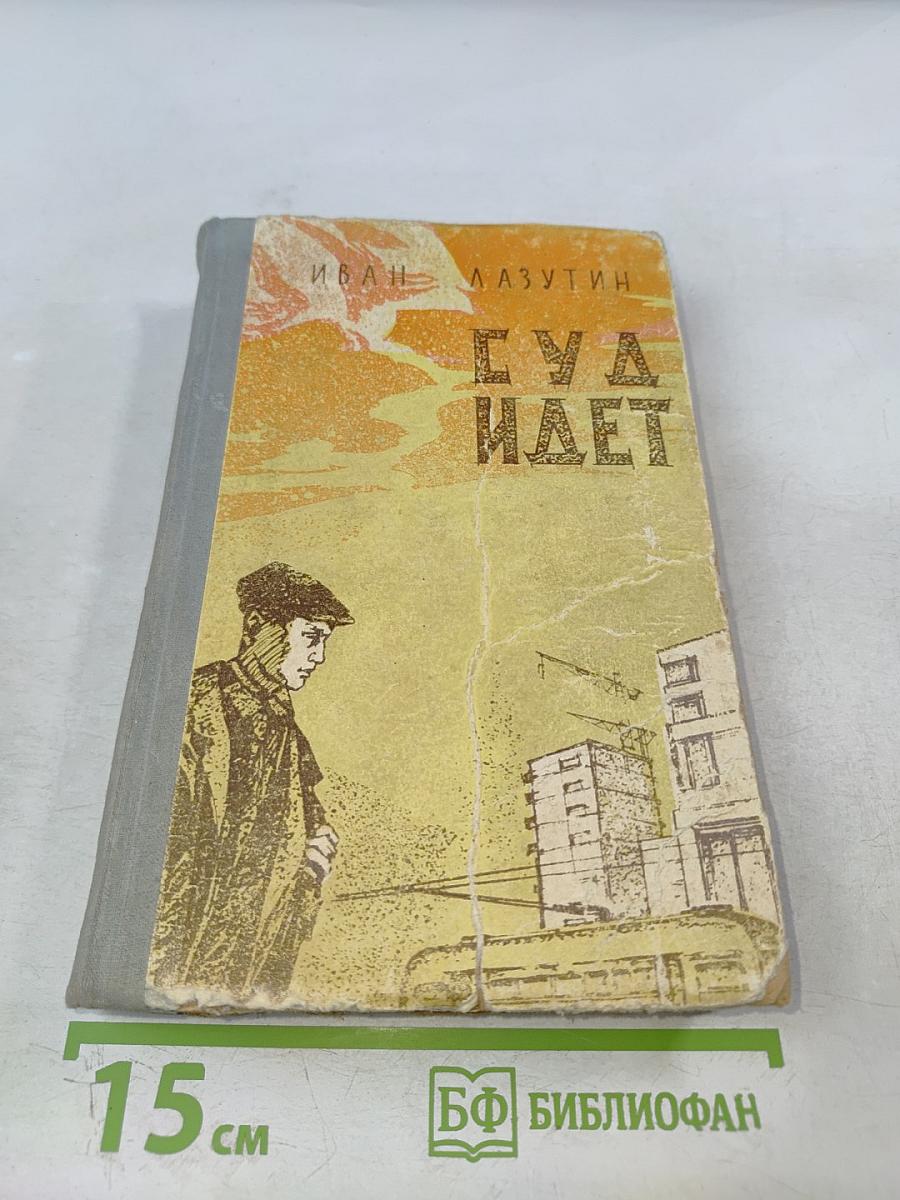 ИВАН ЛАЗУТИН
СУД
ИДЕТ
15 см
БФ БИБЛИОФАН